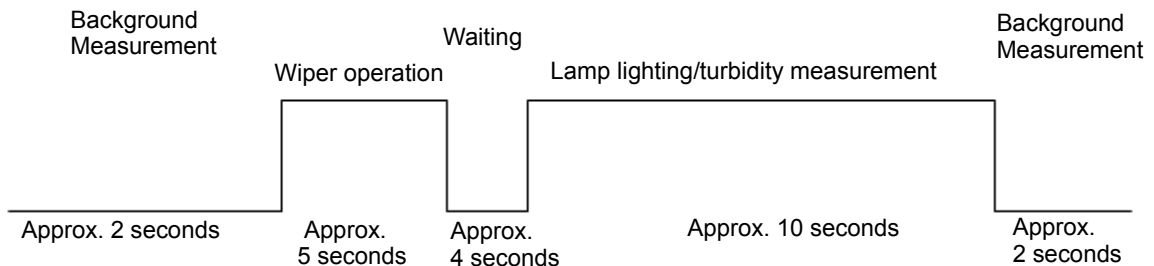 Background
Measurement
Waiting
Background
Measurement
Wiper operation
Lamp lighting/turbidity measurement
Approx. 2 seconds
Approx.
5 seconds
Approx.
4 seconds
Approx. 10 seconds
Approx.
2 seconds